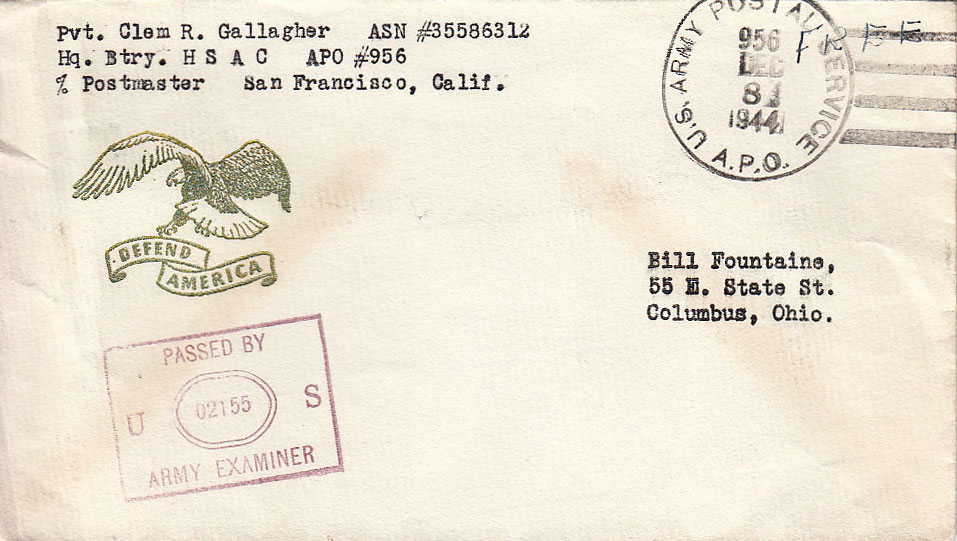 Pvt. Clem R. Gallagher ASN #35586312
Hq. Btry. H S A C APO #956
% Postmaster San Francisco, Calif.
U.S. ARMY POSTAL SERVICE
956
DEC
8
1944
A.P.O.
FREE
DEFEND
AMERICA
Bill Fountaine,
55 E. State St.
Columbus, Ohio.
PASSED BY
U 02155 S
ARMY EXAMINER